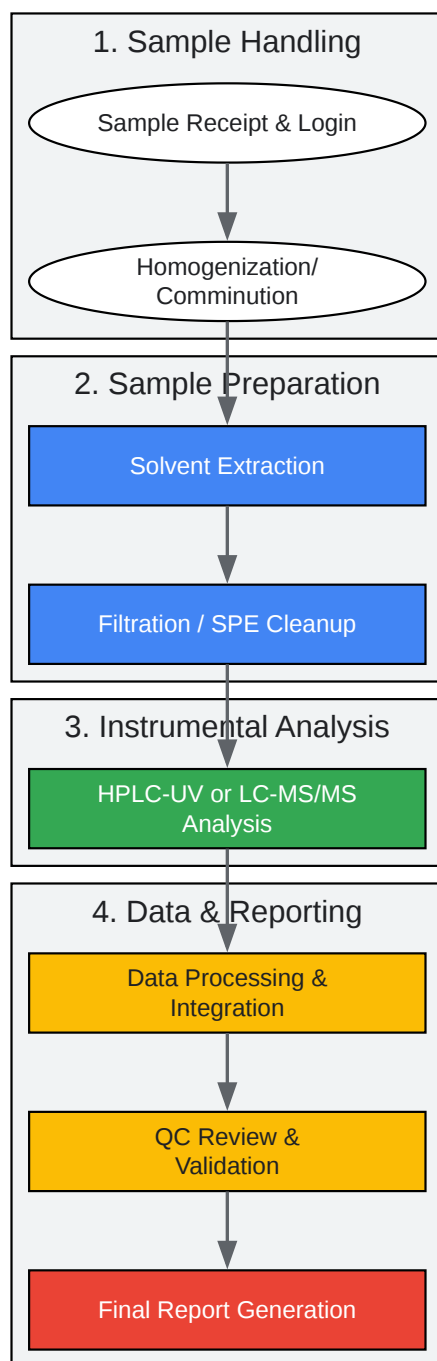 1. Sample Handling
Sample Receipt & Login
Homogenization/
Comminution
2. Sample Preparation
Solvent Extraction
Filtration / SPE Cleanup
3. Instrumental Analysis
HPLC-UV or LC-MS/MS
Analysis
4. Data & Reporting
Data Processing &
Integration
QC Review &
Validation
Final Report Generation